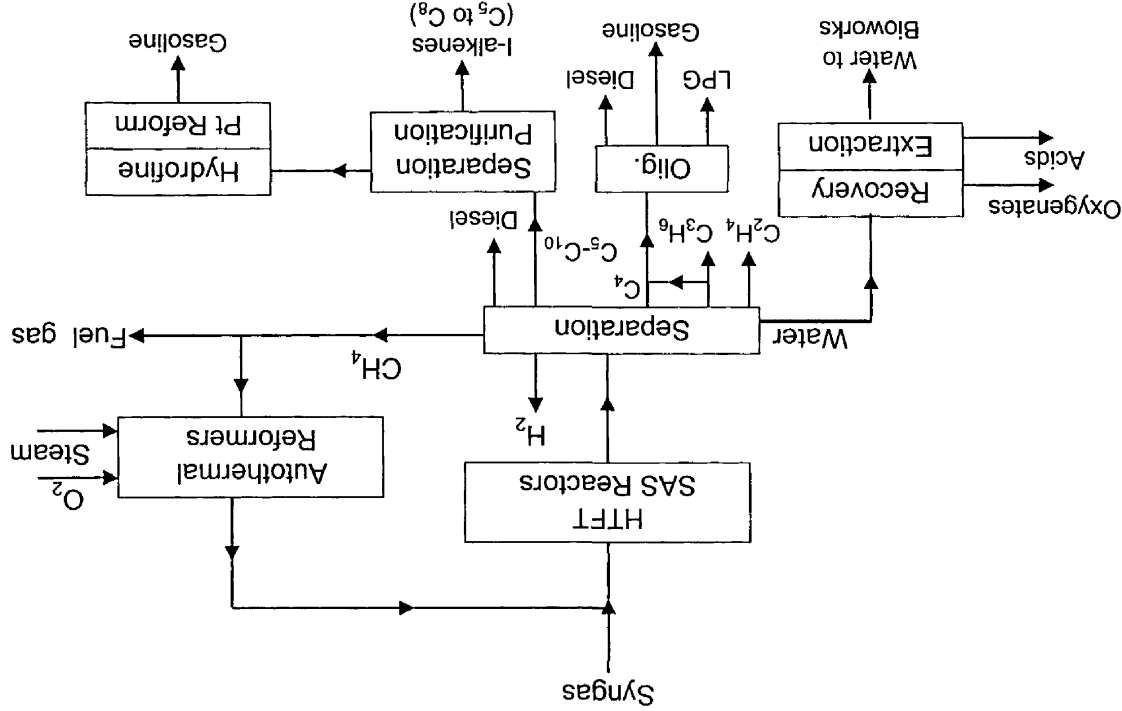 Syngas
HTFT
SAS Reactors
O₂
Steam
Autothermal
Reformers
H₂
CH₄
Fuel gas
Water
Separation
C₂H₄
C₃H₆
C₄
C₅-C₁₀
Diesel
Oxygenates
Acids
Recovery
Extraction
Water to
Bioworks
Olig.
LPG
Gasoline
Diesel
Separation
Purification
I-alkenes
(C₅ to C₈)
Hydrofine
Pt Reform
Gasoline